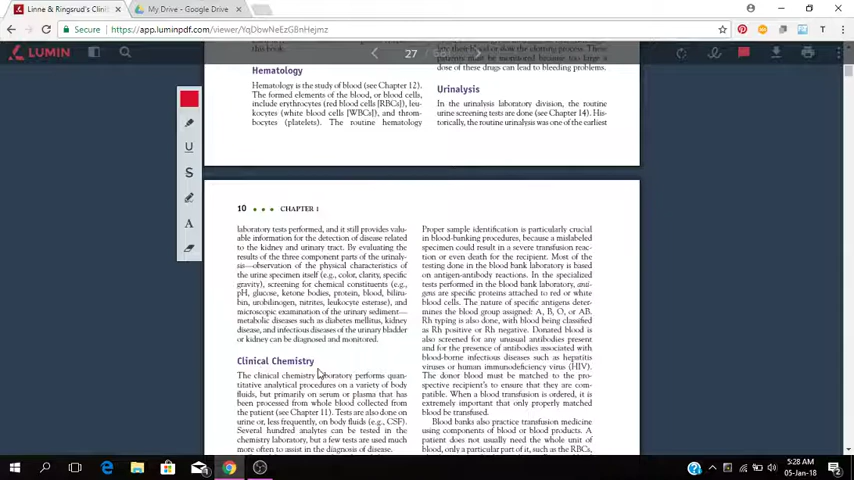 Linne & Ringsrud's Clini
My Drive - Google Drive
Secure
https://app.luminpdf.com/viewer/YqDowNeEzGBnHejmz
LUMIN
27
this book.
Hematology
Hematology is the study of blood (see Chapter 12).
The formed elements of the blood, or blood cells,
include erythrocytes (red blood cells [RBCs]), leu-
kocytes (white blood cells [WBCs]), and throm-
bocytes (platelets). The routine hematology
dose of these drugs can lead to bleeding problems.
Urinalysis
In the urinalysis laboratory division, the routine
urine screening tests are done (see Chapter 14). His-
torically, the routine urinalysis was one of the earliest
10 • • • CHAPTER 1
laboratory tests performed, and it still provides valu-
able information for the detection of disease related
to the kidney and urinary tract. By evaluating the
results of the three component parts of the urinaly-
sis—observation of the physical characteristics of
the urine specimen itself (e.g., color, clarity, specific
gravity), screening for chemical constituents (e.g.,
pH, glucose, ketone bodies, protein, blood, biliru-
bin, urobilinogen, nitrites, leukocyte esterase), and
microscopic examination of the urinary sediment—
metabolic diseases such as diabetes mellitus, kidney
disease, and infectious diseases of the urinary bladder
or kidney can be diagnosed and monitored.
Clinical Chemistry
The clinical chemistry laboratory performs quan-
titative analytical procedures on a variety of body
fluids, but primarily on serum or plasma that has
been processed from whole blood collected from
the patient (see Chapter 11). Tests are also done on
urine or, less frequently, on body fluids (e.g., CSF).
Several hundred analytes can be tested in the
chemistry laboratory, but a few tests are used much
more often to assist in the diagnosis of disease.
Proper sample identification is particularly crucial
in blood-banking procedures, because a mislabeled
specimen could result in a severe transfusion reac-
tion or even death for the recipient. Most of the
testing done in the blood bank laboratory is based
on antigen-antibody reactions. In the specialized
tests performed in the blood bank laboratory, anti-
gens are specific proteins attached to red or white
blood cells. The nature of specific antigens deter-
mines the blood group assigned: A, B, O, or AB.
Rh typing is also done, with blood being classified
as Rh positive or Rh negative. Donated blood is
also screened for any unusual antibodies present
and for the presence of antibodies associated with
blood-borne infectious diseases such as hepatitis
viruses or human immunodeficiency virus (HIV).
The donor blood must be matched to the pro-
spective recipient's to ensure that they are com-
patible. When a blood transfusion is ordered, it is
extremely important that only properly matched
blood be transfused.
Blood banks also practice transfusion medicine
using components of blood or blood products. A
patient does not usually need the whole unit of
blood, only a particular part of it, such as the RBCs,
U
S
A
5:28 AM
05-Jan-18